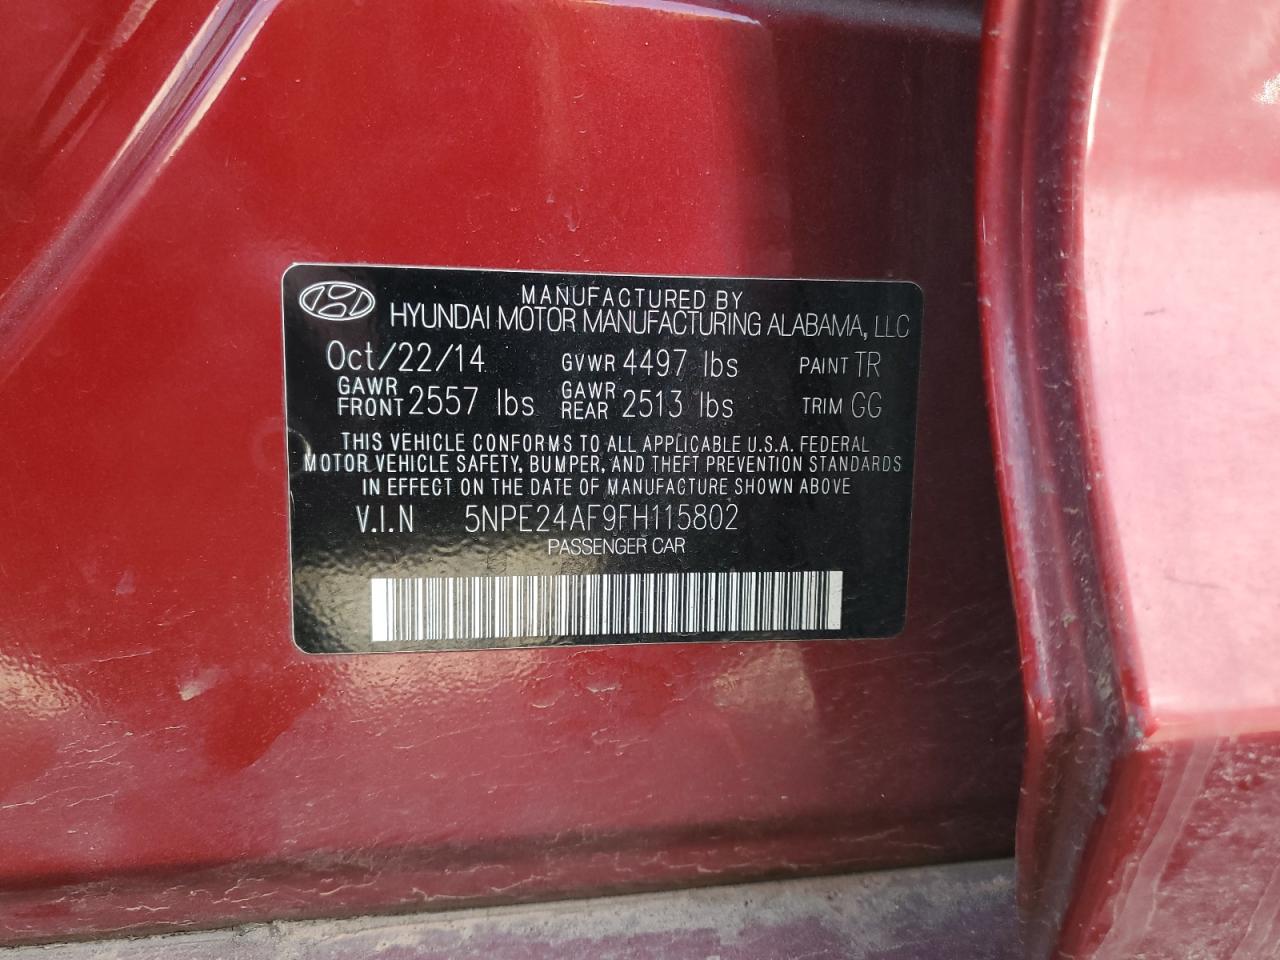 MANUFACTURED BY
HYUNDAI MOTOR MANUFACTURING ALABAMA, LLC
Oct/22/14 GVWR 4497 lbs PAINT TR
GAWR FRONT 2557 lbs GAWR REAR 2513 lbs TRIM GG
THIS VEHICLE CONFORMS TO ALL APPLICABLE U.S.A. FEDERAL
MOTOR VEHICLE SAFETY, BUMPER, AND THEFT PREVENTION STANDARDS
IN EFFECT ON THE DATE OF MANUFACTURE SHOWN ABOVE
V.I.N 5NPE24AF9FH115802
PASSENGER CAR